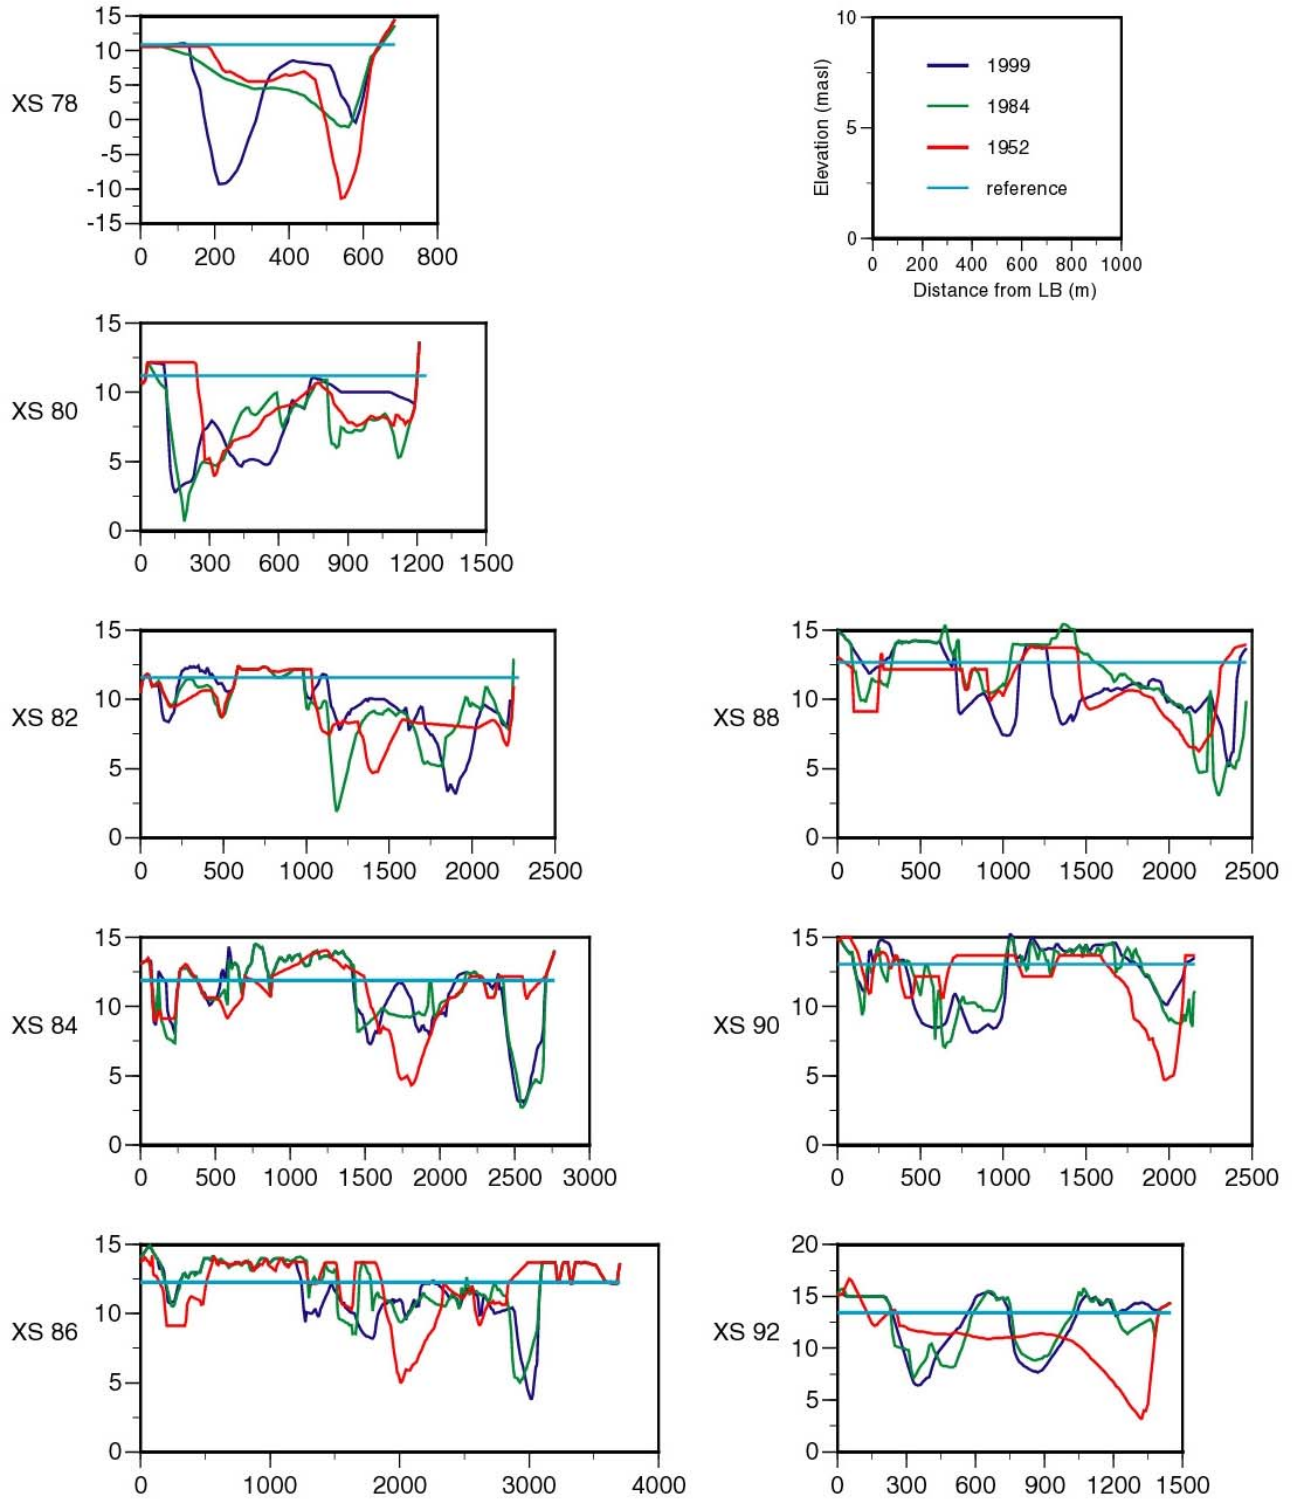 XS 78
15
10
5
0
-5
-10
-15
0 200 400 600 800
Elevation (masl)
10
5
0
1999
1984
1952
reference
0 200 400 600 800 1000
Distance from LB (m)
XS 80
15
10
5
0
0 300 600 900 1200 1500
XS 82
15
10
5
0
0 500 1000 1500 2000 2500
XS 88
15
10
5
0
0 500 1000 1500 2000 2500
XS 84
15
10
5
0
0 500 1000 1500 2000 2500 3000
XS 90
15
10
5
0
0 500 1000 1500 2000 2500
XS 86
15
10
5
0
0 1000 2000 3000 4000
XS 92
20
15
10
5
0
0 300 600 900 1200 1500